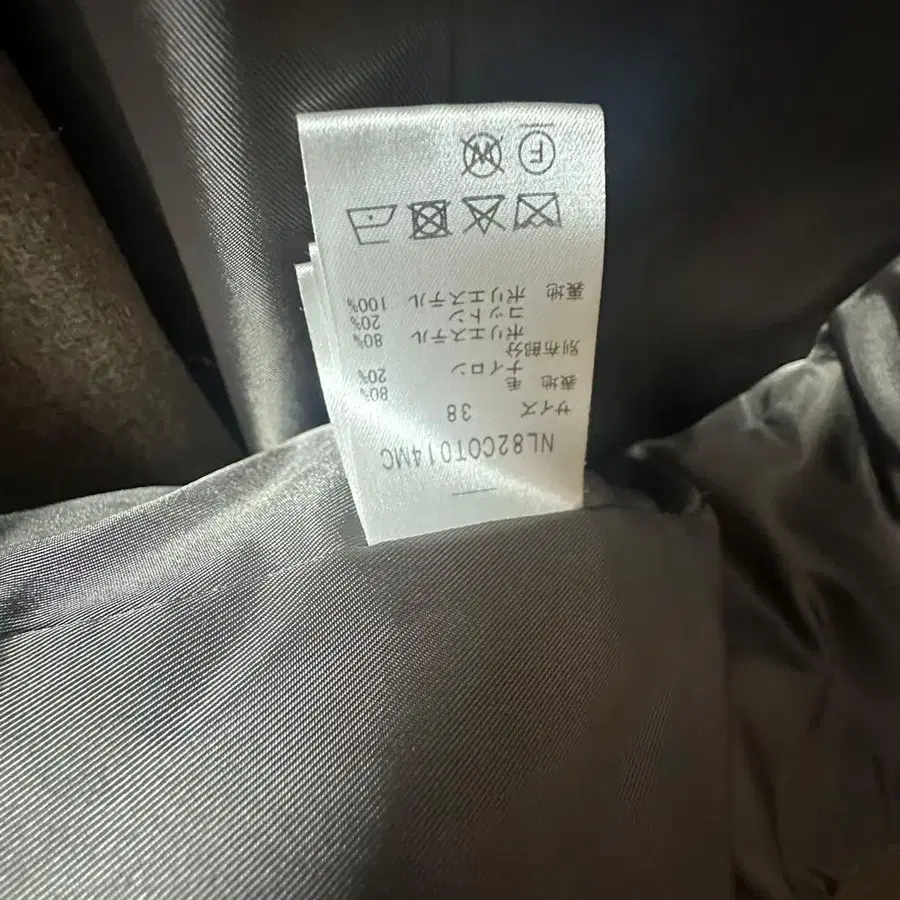 NL82COT014MC
サイズ 38
表地 毛 80%
ナイロン 20%
別布部分
ポリエステル 80%
コットン 20%
裏地 ポリエステル 100%
F W